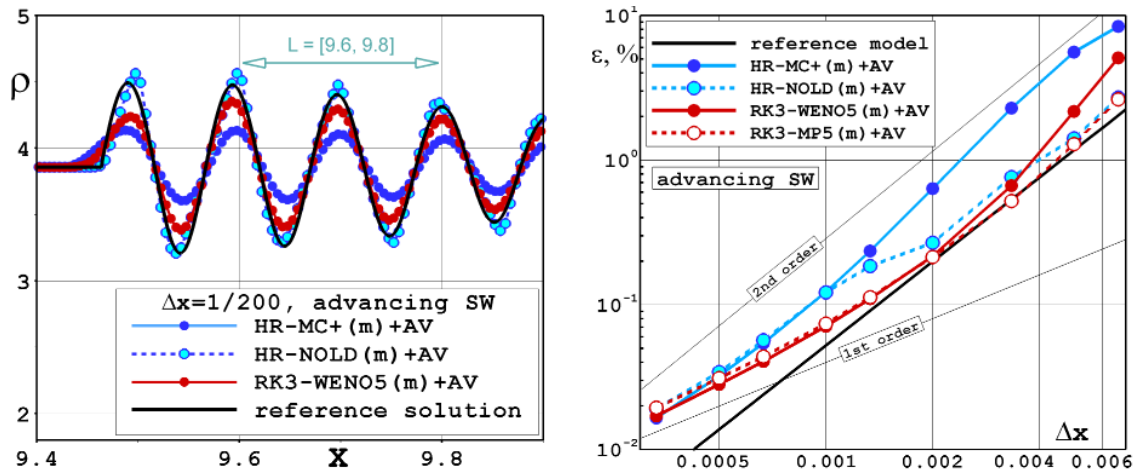 5
4
3
2
ρ
L = [9.6, 9.8]
Δx=1/200, advancing SW
HR-MC+(m)+AV
HR-NOLD(m)+AV
RK3-WENO5(m)+AV
reference solution
9.4
9.6
x
9.8
10¹
ε, %
10⁰
10⁻¹
10⁻²
reference model
HR-MC+(m)+AV
HR-NOLD(m)+AV
RK3-WENO5(m)+AV
RK3-MP5(m)+AV
advancing SW
2nd order
1st order
Δx
0.0005
0.001
0.002
0.004
0.006